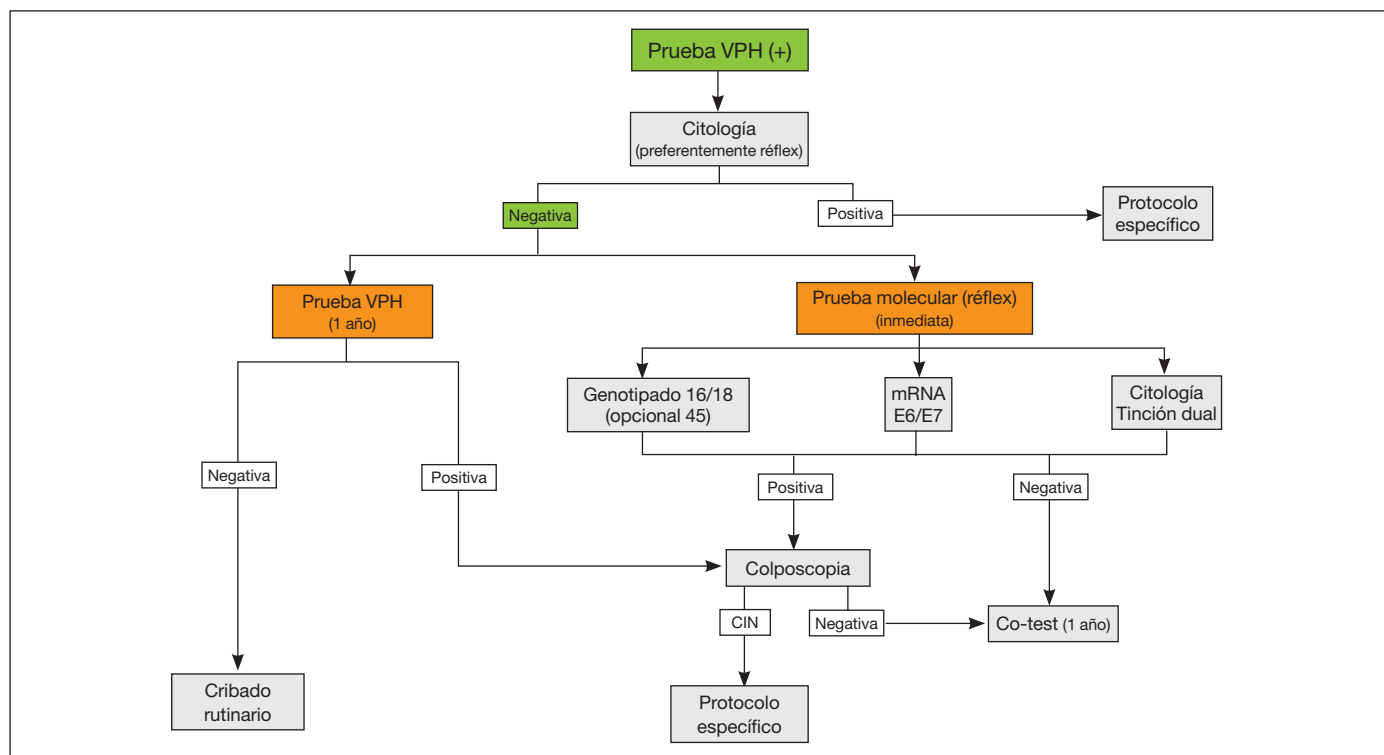 Prueba VPH (+)
Citología
(preferentemente réflex)
Negativa
Positiva
Protocolo
específico
Prueba VPH
(1 año)
Prueba molecular (réflex)
(inmediata)
Genotipado 16/18
(opcional 45)
mRNA
E6/E7
Citología
Tinción dual
Negativa
Positiva
Positiva
Negativa
Colposcopia
CIN
Negativa
Co-test (1 año)
Cribado
rutinario
Protocolo
específico